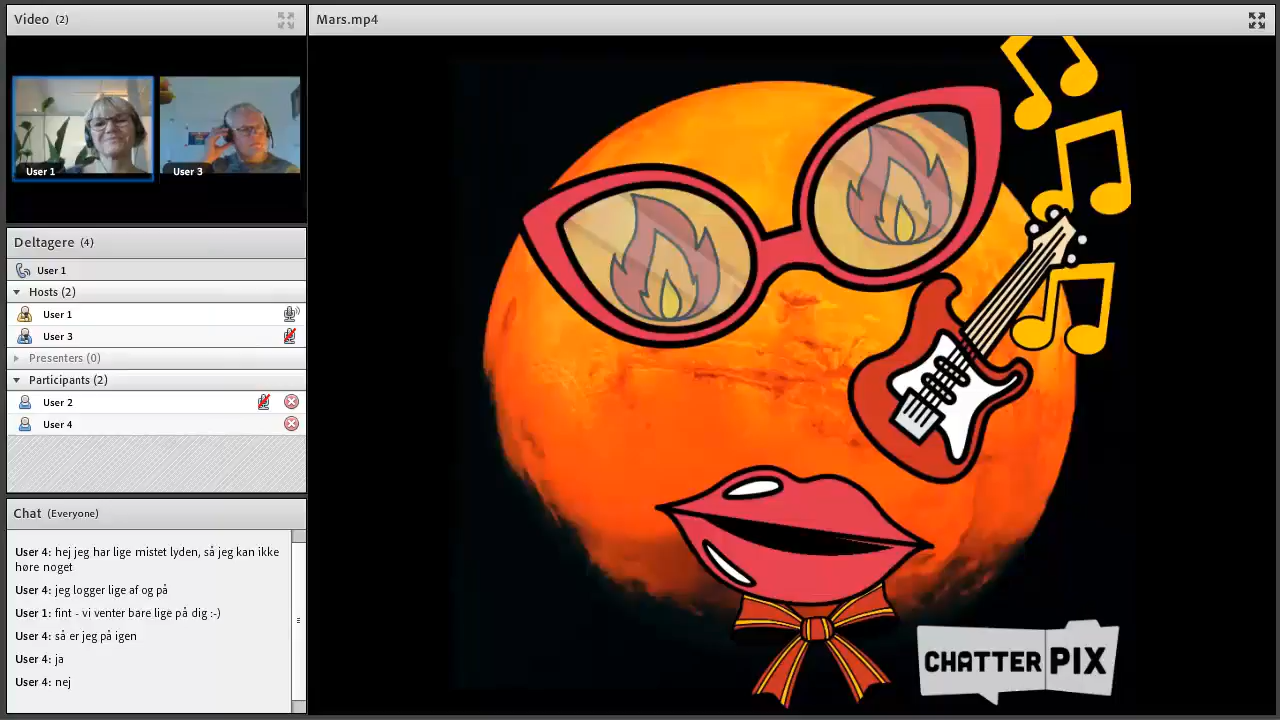 Video (2)
User 1
User 3
Deltagere (4)
User 1
Hosts (2)
User 1
User 3
Presenters (0)
Participants (2)
User 2
User 4
Chat (Everyone)
User 4: hej jeg har lige mistet lyden, så jeg kan ikke
høre noget
User 4: jeg logger lige af og på
User 1: fint - vi venter bare lige på dig :-)
User 4: så er jeg på igen
User 4: ja
User 4: nej
Mars.mp4
CHATTER PIX